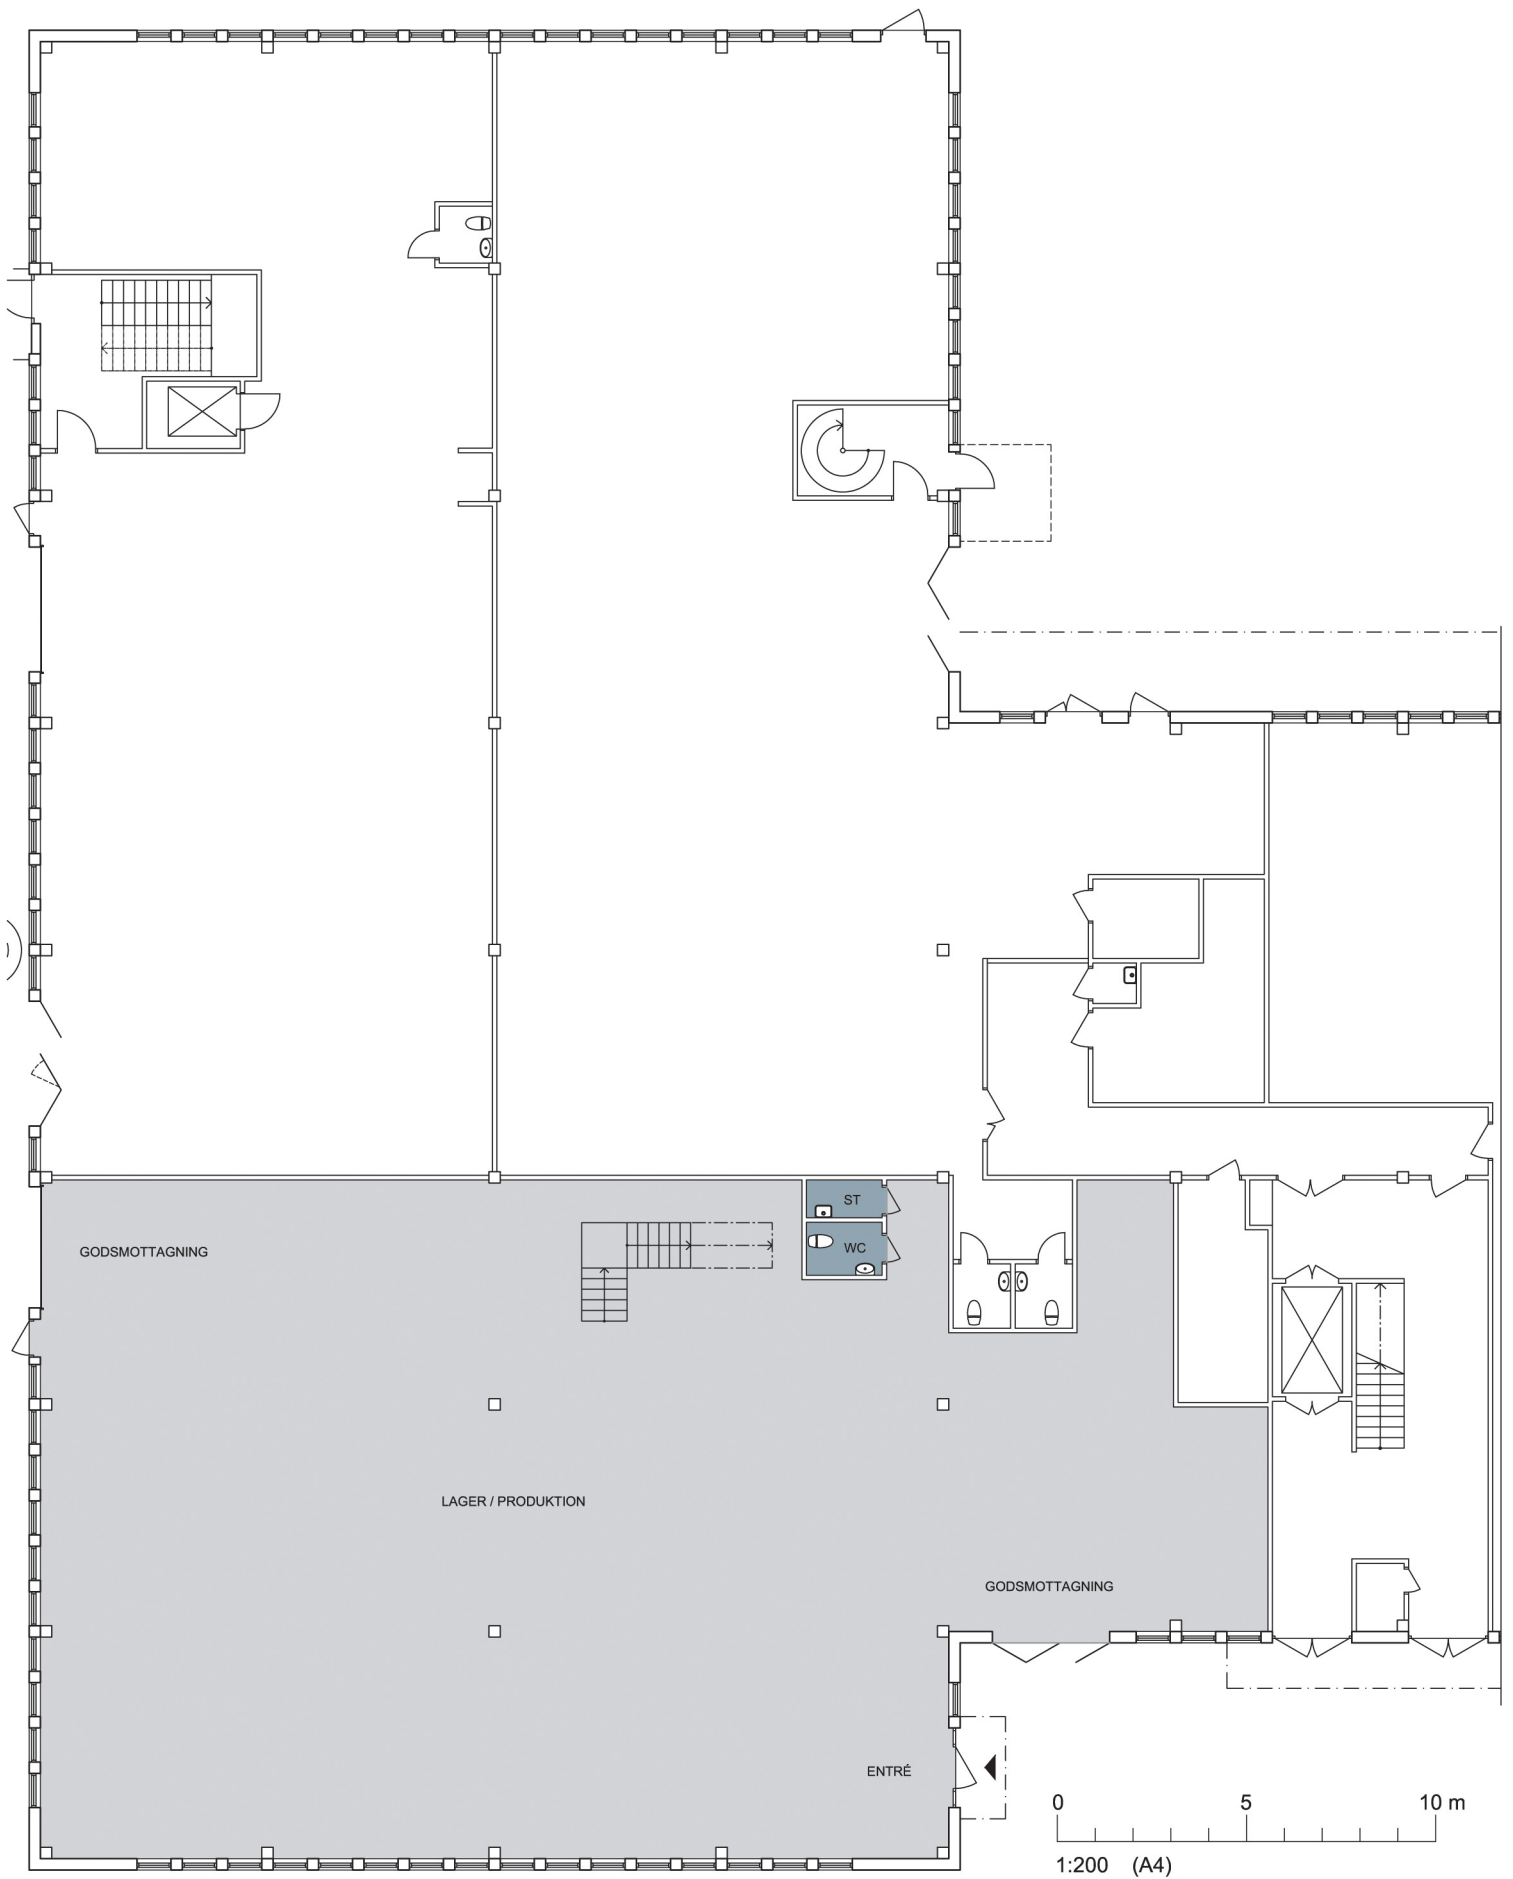 ST
GODSMOTTAGNING
WC
LAGER / PRODUKTION
GODSMOTTAGNING
ENTRÉ
0 5 10 m
1:200 (A4)